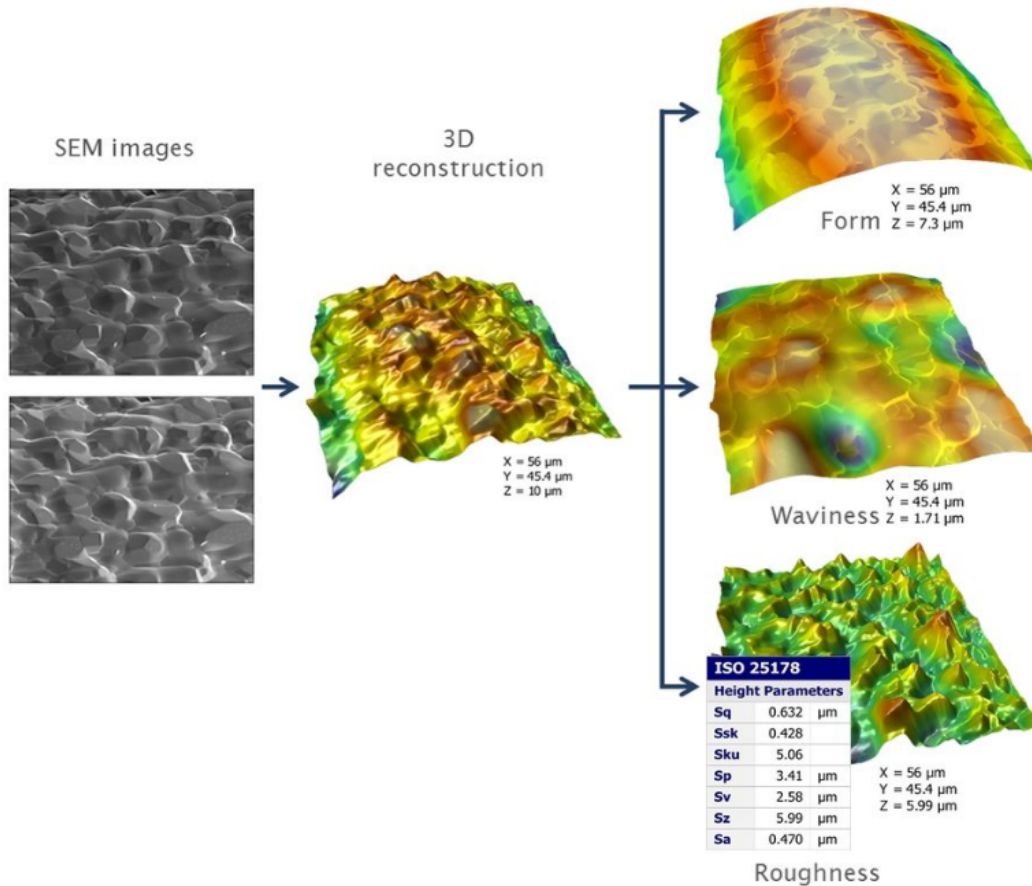 SEM images
3D
reconstruction
X = 56 µm
Y = 45.4 µm
Z = 10 µm
X = 56 µm
Y = 45.4 µm
Z = 7.3 µm
Form
X = 56 µm
Y = 45.4 µm
Z = 1.71 µm
Waviness
ISO 25178
Height Parameters
Sq 0.632 µm
Ssk 0.428
Sku 5.06
Sp 3.41 µm
Sv 2.58 µm
Sz 5.99 µm
Sa 0.470 µm
X = 56 µm
Y = 45.4 µm
Z = 5.99 µm
Roughness